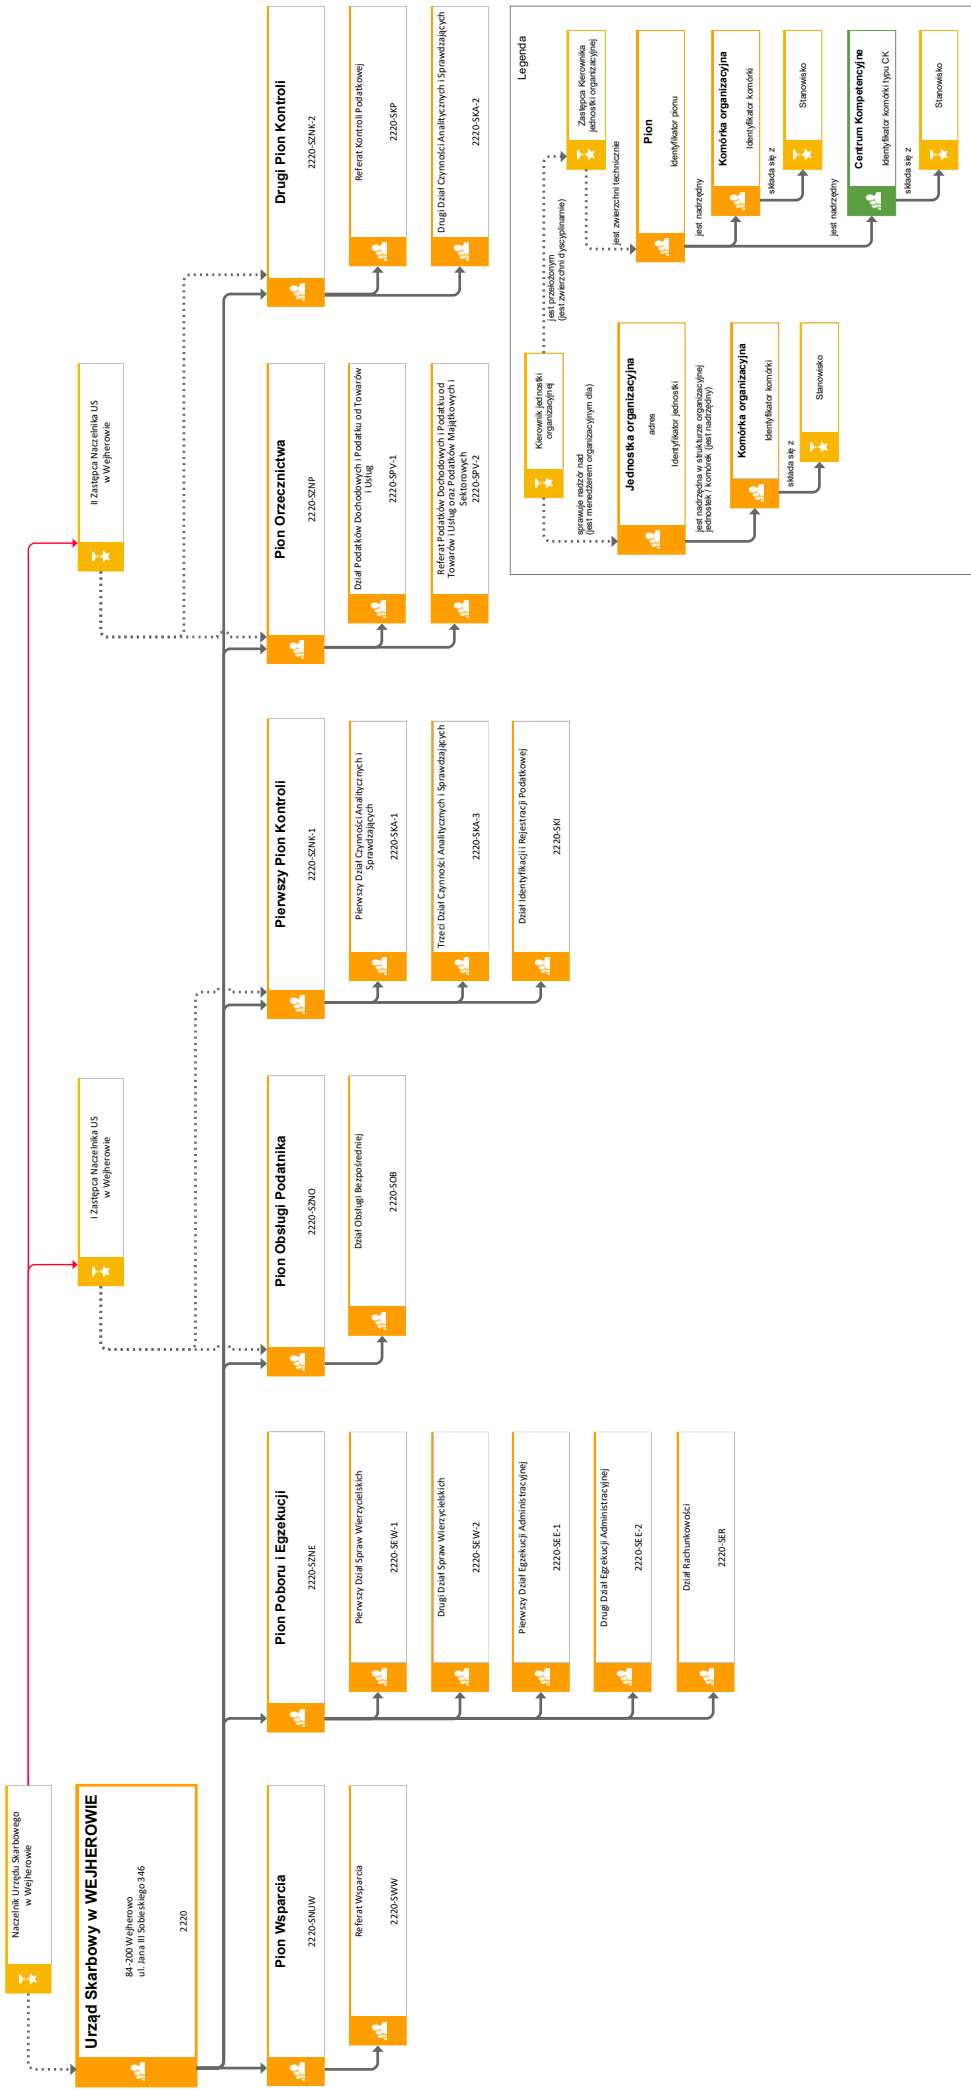 Naczelnik Urzędu Skarbowego
w Wejherowie
Urząd Skarbowy w WEJHEROWIE
84-200 Wejherowo
ul. Jana III Sobieskiego 346
2220
I Zastępca Naczelnika US
w Wejherowie
II Zastępca Naczelnika US
w Wejherowie
Pion Wsparcia
2220-SNUW
Referat Wsparcia
2220-SWW
Pion Poboru i Egzekucji
2220-SZNE
Pierwszy Dział Spraw Wierzycielskich
2220-SEW-1
Drugi Dział Spraw Wierzycielskich
2220-SEW-2
Pierwszy Dział Egzekucji Administracyjnej
2220-SEE-1
Drugi Dział Egzekucji Administracyjnej
2220-SEE-2
Dział Rachunkowości
2220-SER
Pion Obsługi Podatnika
2220-SZNO
Dział Obsługi Bezpośredniej
2220-SOB
Pierwszy Pion Kontroli
2220-SZNK-1
Pierwszy Dział Czynności Analitycznych i
Sprawdzających
2220-SKA-1
Trzeci Dział Czynności Analitycznych i Sprawdzających
2220-SKA-3
Dział Identyfikacji i Rejestracji Podatkowej
2220-SKI
Pion Orzecznictwa
2220-SZNP
Dział Podatków Dochodowych i Podatku od Towarów
i Usług
2220-SPV-1
Referat Podatków Dochodowych i Podatku od
Towarów i Usług oraz Podatków Majątkowych i
Sektorowych
2220-SPV-2
Drugi Pion Kontroli
2220-SZNK-2
Referat Kontroli Podatkowej
2220-SKP
Drugi Dział Czynności Analitycznych i Sprawdzających
2220-SKA-2
Legenda
Kierownik jednostki
organizacyjnej
jest przełożonym
(jest zwierzchni dyscyplinarnie)
Zastępca Kierownika
jednostki organizacyjnej
sprawuje nadzór nad
(jest menedżerem organizacyjnym dla)
jest zwierzchni technicznie
Jednostka organizacyjna
adres
Identyfikator jednostki
jest nadrzędna w strukturze organizacyjnej
jednostek / komórek (jest nadrzędny)
Komórka organizacyjna
Identyfikator komórki
składa się z
Stanowisko
Pion
Identyfikator pionu
jest nadrzędny
Komórka organizacyjna
Identyfikator komórki
składa się z
Stanowisko
jest nadrzędny
Centrum Kompetencyjne
Identyfikator komórki typu CK
składa się z
Stanowisko